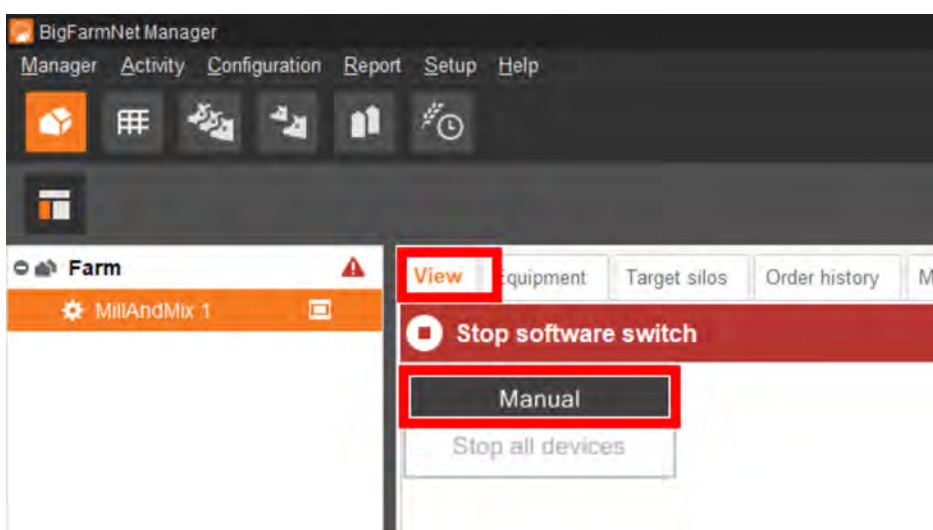 BigFarmNet Manager
Manager Activity Configuration Report Setup Help
Farm
MillAndMix 1
View Equipment Target silos Order history M
Stop software switch
Manual
Stop all devices